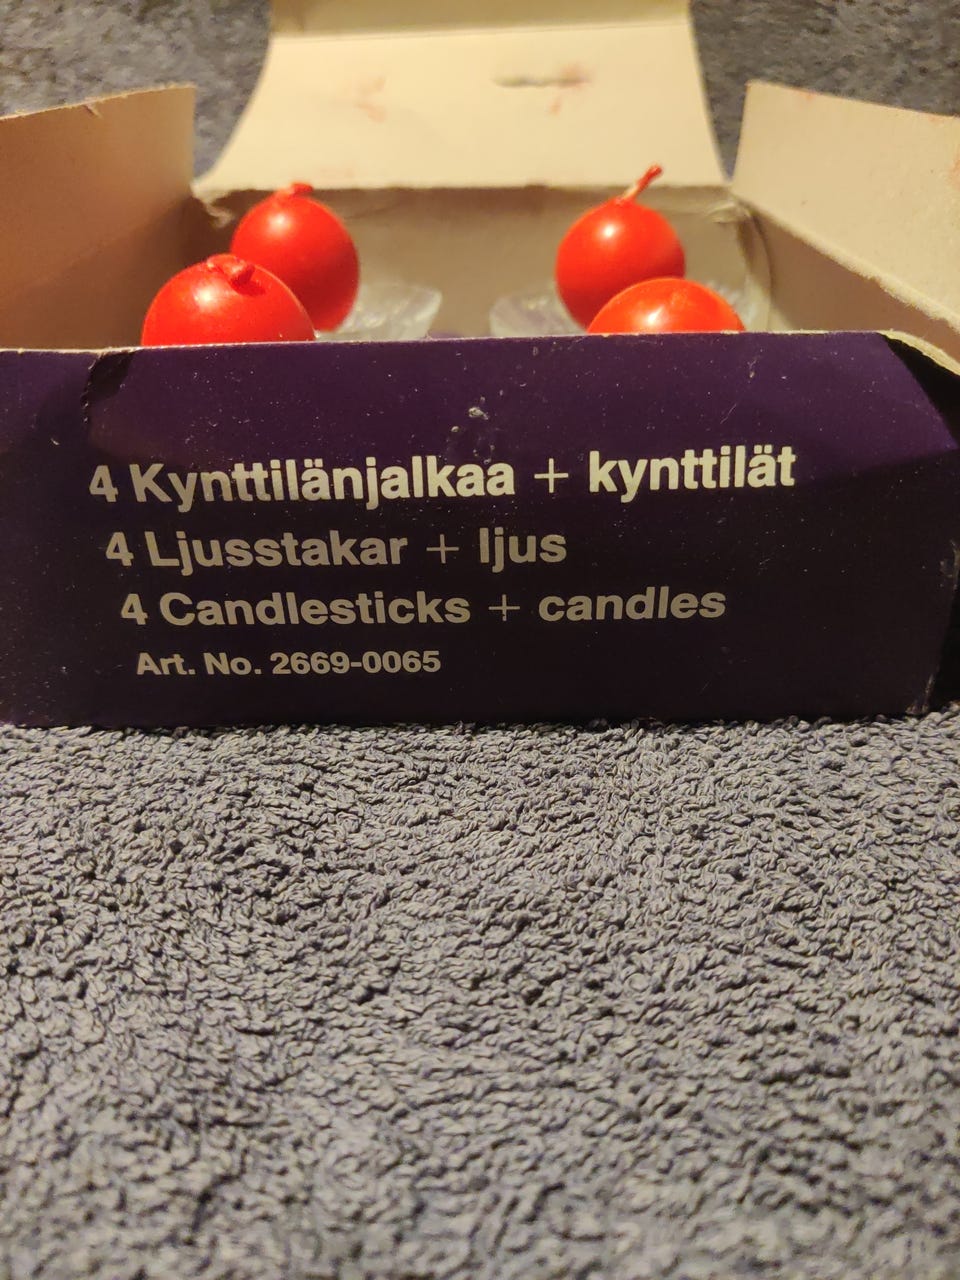 4 Kynttilänjalkaa + kynttilät
4 Ljusstakar + ljus
4 Candlesticks + candles
Art. No. 2669-0065